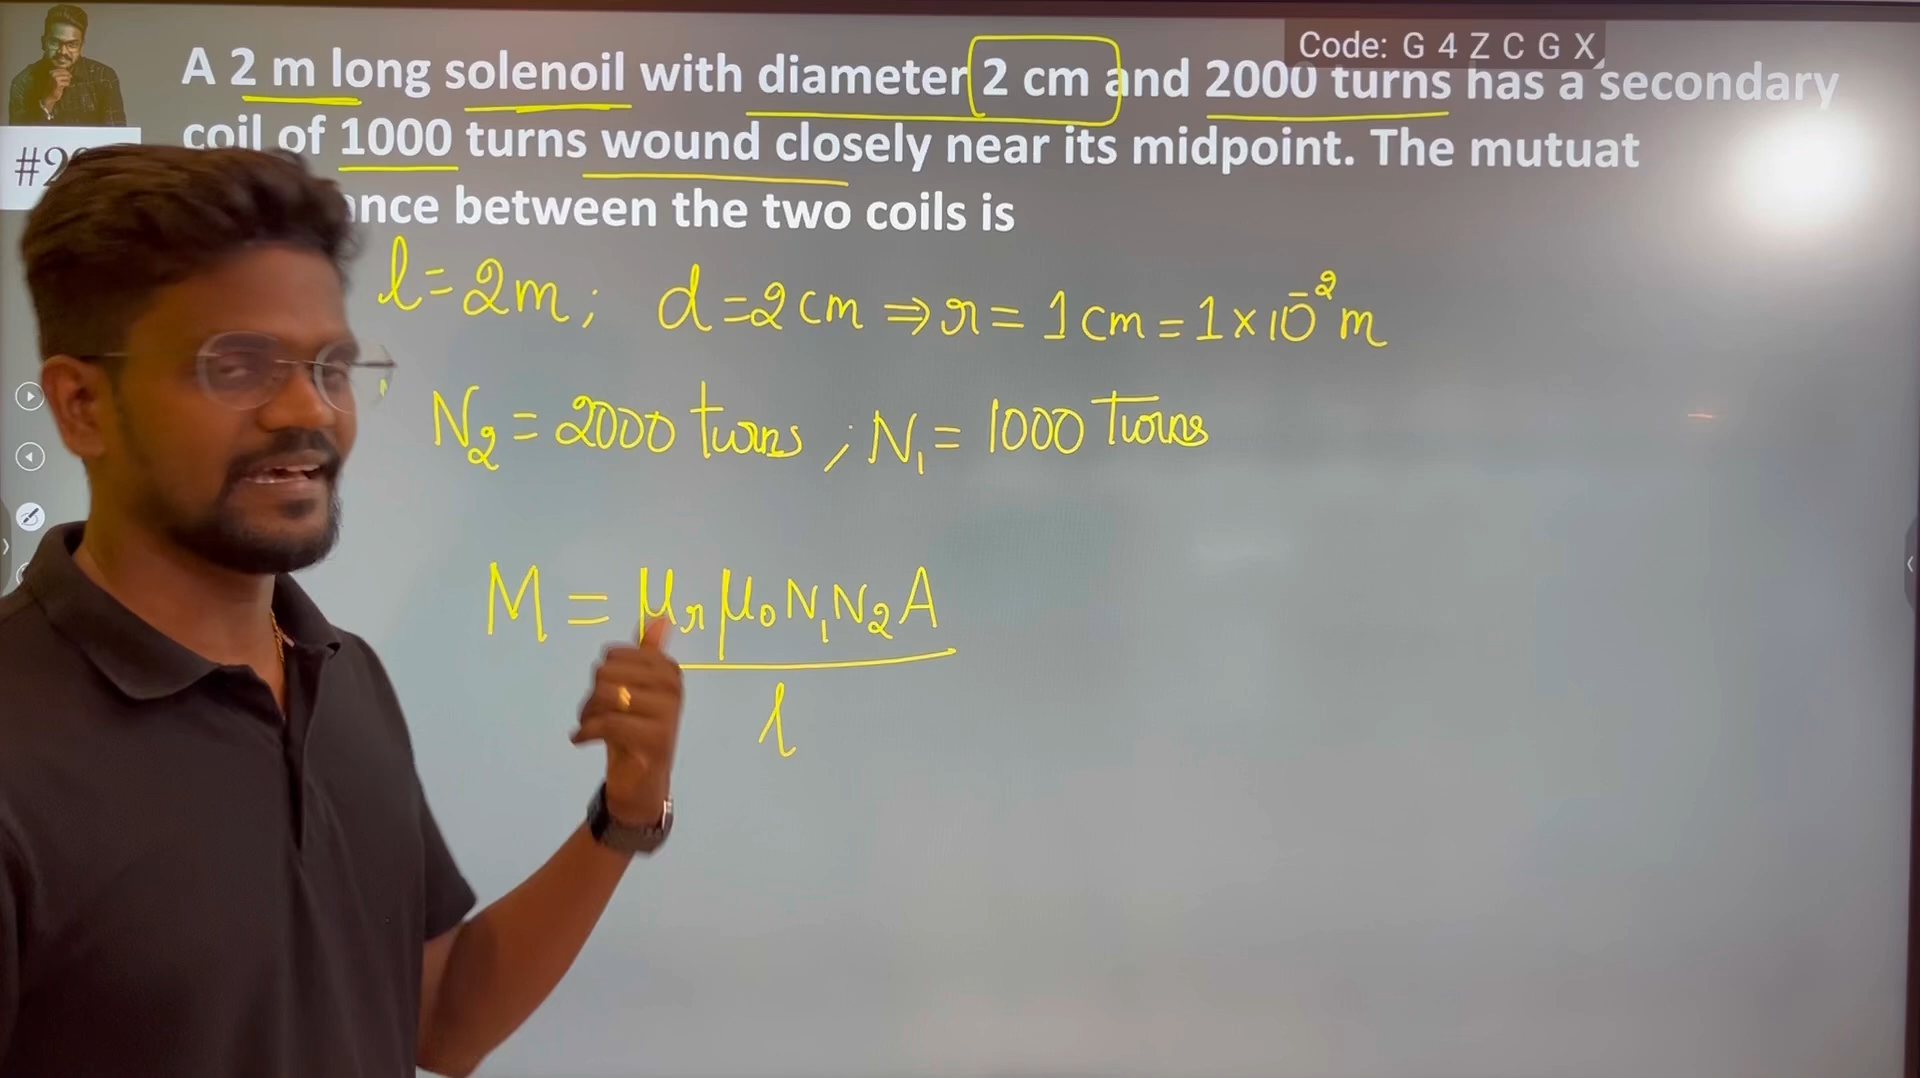 Code: G 4 Z C G X
A 2 m long solenoil with diameter 2 cm and 2000 turns has a secondary
coil of 1000 turns wound closely near its midpoint. The mutuat
between the two coils is
l = 2m ; d = 2 cm ⇒ r = 1 cm = 1 × 10⁻² m
N₂ = 2000 turns ; N₁ = 1000 Turns
M = μᵣ μ₀ N₁ N₂ A
l